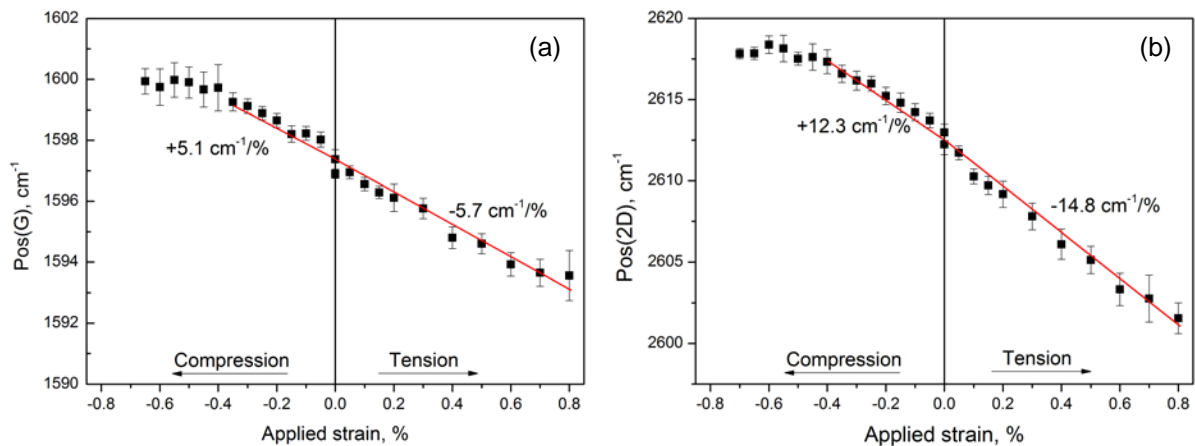 1602
1600
1598
1596
1594
1592
1590
Pos(G), cm⁻¹
(a)
+5.1 cm⁻¹/%
-5.7 cm⁻¹/%
Compression
Tension
-0.8 -0.6 -0.4 -0.2 0.0 0.2 0.4 0.6 0.8
Applied strain, %
2620
2615
2610
2605
2600
Pos(2D), cm⁻¹
(b)
+12.3 cm⁻¹/%
-14.8 cm⁻¹/%
Compression
Tension
-0.8 -0.6 -0.4 -0.2 0.0 0.2 0.4 0.6 0.8
Applied strain, %